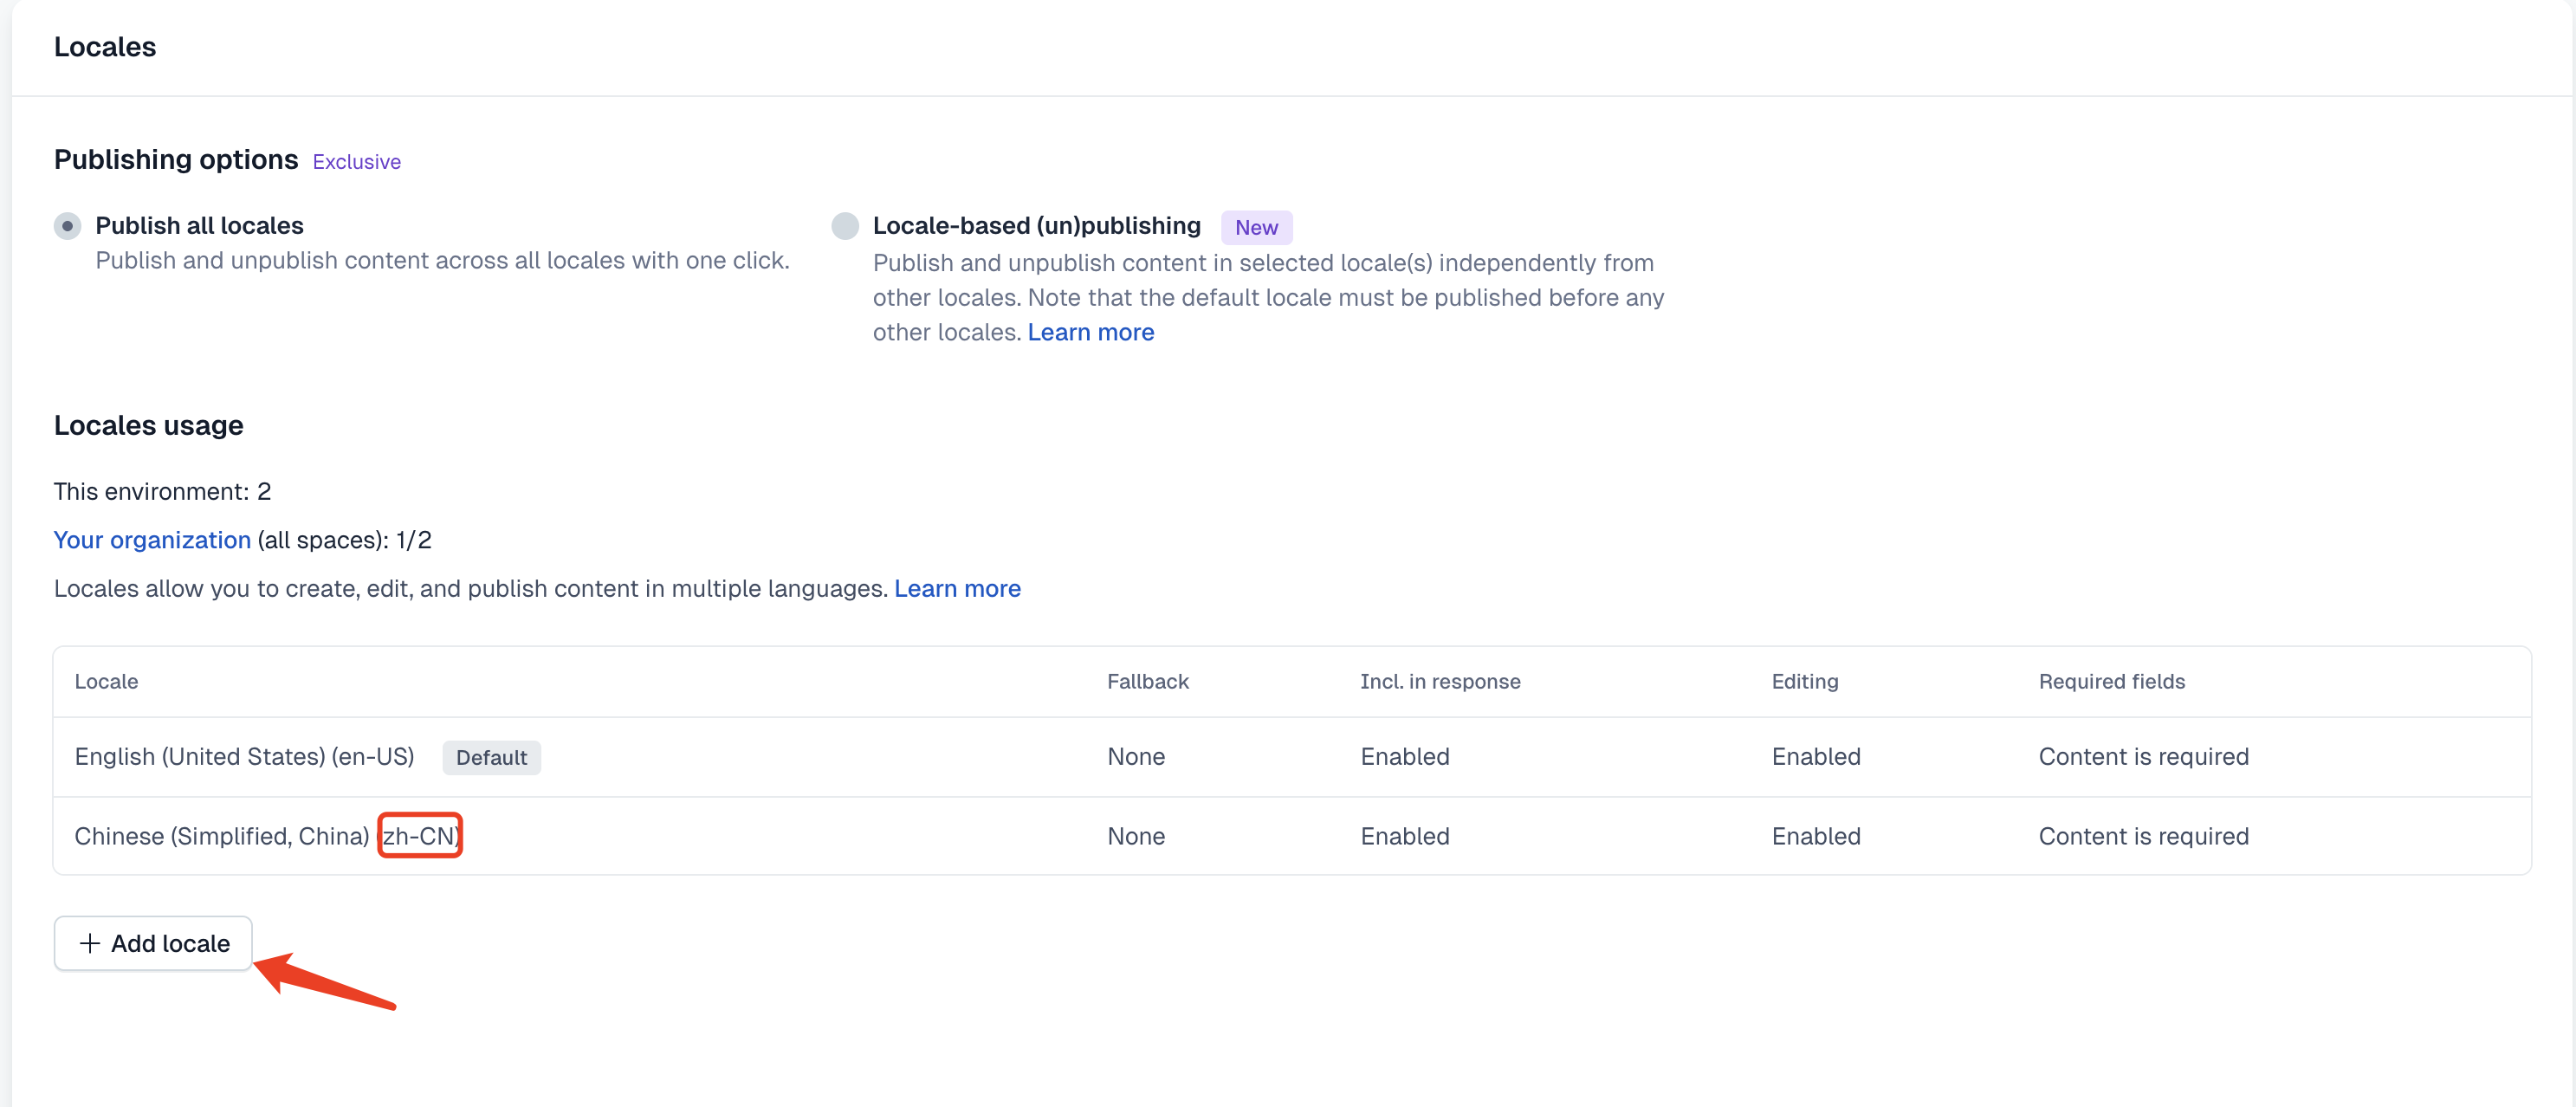 Locales
Publishing options Exclusive
Publish all locales
Publish and unpublish content across all locales with one click.
Locale-based (un)publishing New
Publish and unpublish content in selected locale(s) independently from
other locales. Note that the default locale must be published before any
other locales. Learn more
Locales usage
This environment: 2
Your organization (all spaces): 1/2
Locales allow you to create, edit, and publish content in multiple languages. Learn more
Locale Fallback Incl. in response Editing Required fields
English (United States) (en-US) Default None Enabled Enabled Content is required
Chinese (Simplified, China) (zh-CN) None Enabled Enabled Content is required
+ Add locale